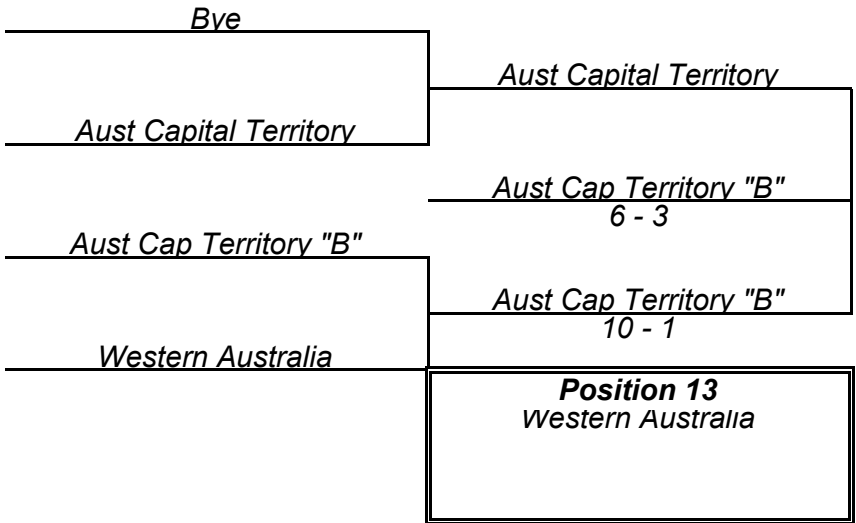 Bye
Aust Capital Territory
Aust Capital Territory
Aust Cap Territory "B"
6 - 3
Aust Cap Territory "B"
Aust Cap Territory "B"
10 - 1
Western Australia
Position 13
Western Australia